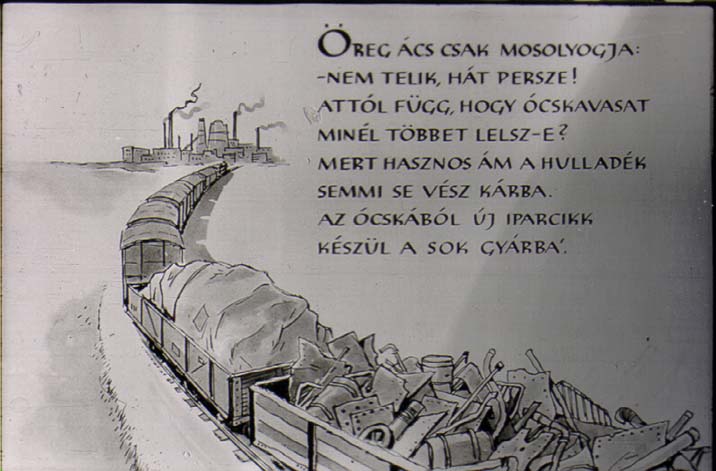 ÖREG ÁCS CSAK MOSOLYOGJA:
-NEM TELIK, HÁT PERSZE!
ATTÓL FÜGG, HOGY ÓCSKAVASAT
MINÉL TÖBBET LELSZ-E?
MERT HASZNOS ÁM A HULLADÉK
SEMMI SE VÉSZ KÁRBA.
AZ ÓCSKÁBÓL ÚJ IPARCIKK
KÉSZÜL A SOK GYÁRBA'.